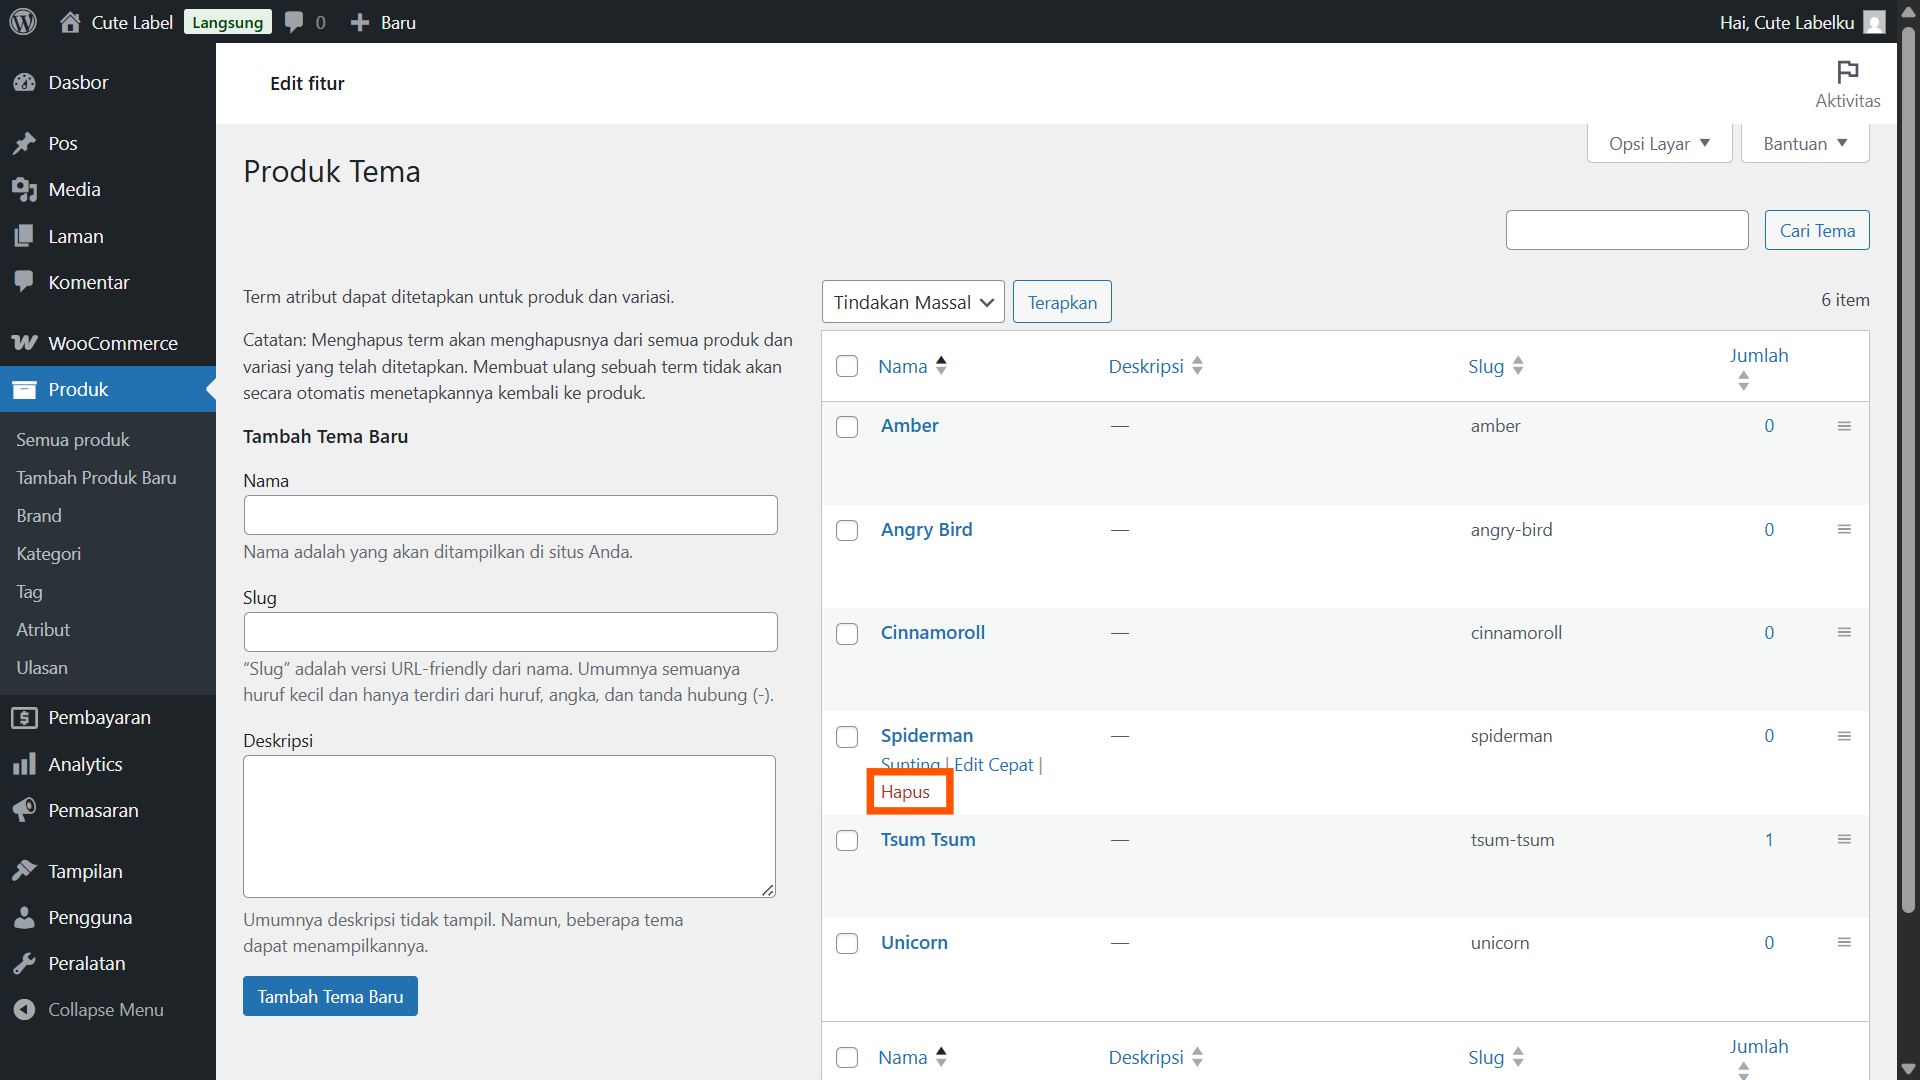 Cute Label Langsung 0 Baru
Hai, Cute Labelku
Dasbor
Pos
Media
Laman
Komentar
WooCommerce
Produk
Semua produk
Tambah Produk Baru
Brand
Kategori
Tag
Atribut
Ulasan
Pembayaran
Analytics
Pemasaran
Tampilan
Pengguna
Peralatan
Collapse Menu
Edit fitur
Aktivitas
Opsi Layar
Bantuan
Produk Tema
Cari Tema
Term atribut dapat ditetapkan untuk produk dan variasi.
Catatan: Menghapus term akan menghapusnya dari semua produk dan
variasi yang telah ditetapkan. Membuat ulang sebuah term tidak akan
secara otomatis menetapkannya kembali ke produk.
Tambah Tema Baru
Nama
Nama adalah yang akan ditampilkan di situs Anda.
Slug
“Slug” adalah versi URL-friendly dari nama. Umumnya semuanya
huruf kecil dan hanya terdiri dari huruf, angka, dan tanda hubung (-).
Deskripsi
Umumnya deskripsi tidak tampil. Namun, beberapa tema
dapat menampilkannya.
Tambah Tema Baru
Tindakan Massal Terapkan 6 item
Nama Deskripsi Slug Jumlah
Amber — amber 0
Angry Bird — angry-bird 0
Cinnamoroll — cinnamoroll 0
Spiderman — spiderman 0
Sunting | Edit Cepat |
Hapus
Tsum Tsum — tsum-tsum 1
Unicorn — unicorn 0
Nama Deskripsi Slug Jumlah